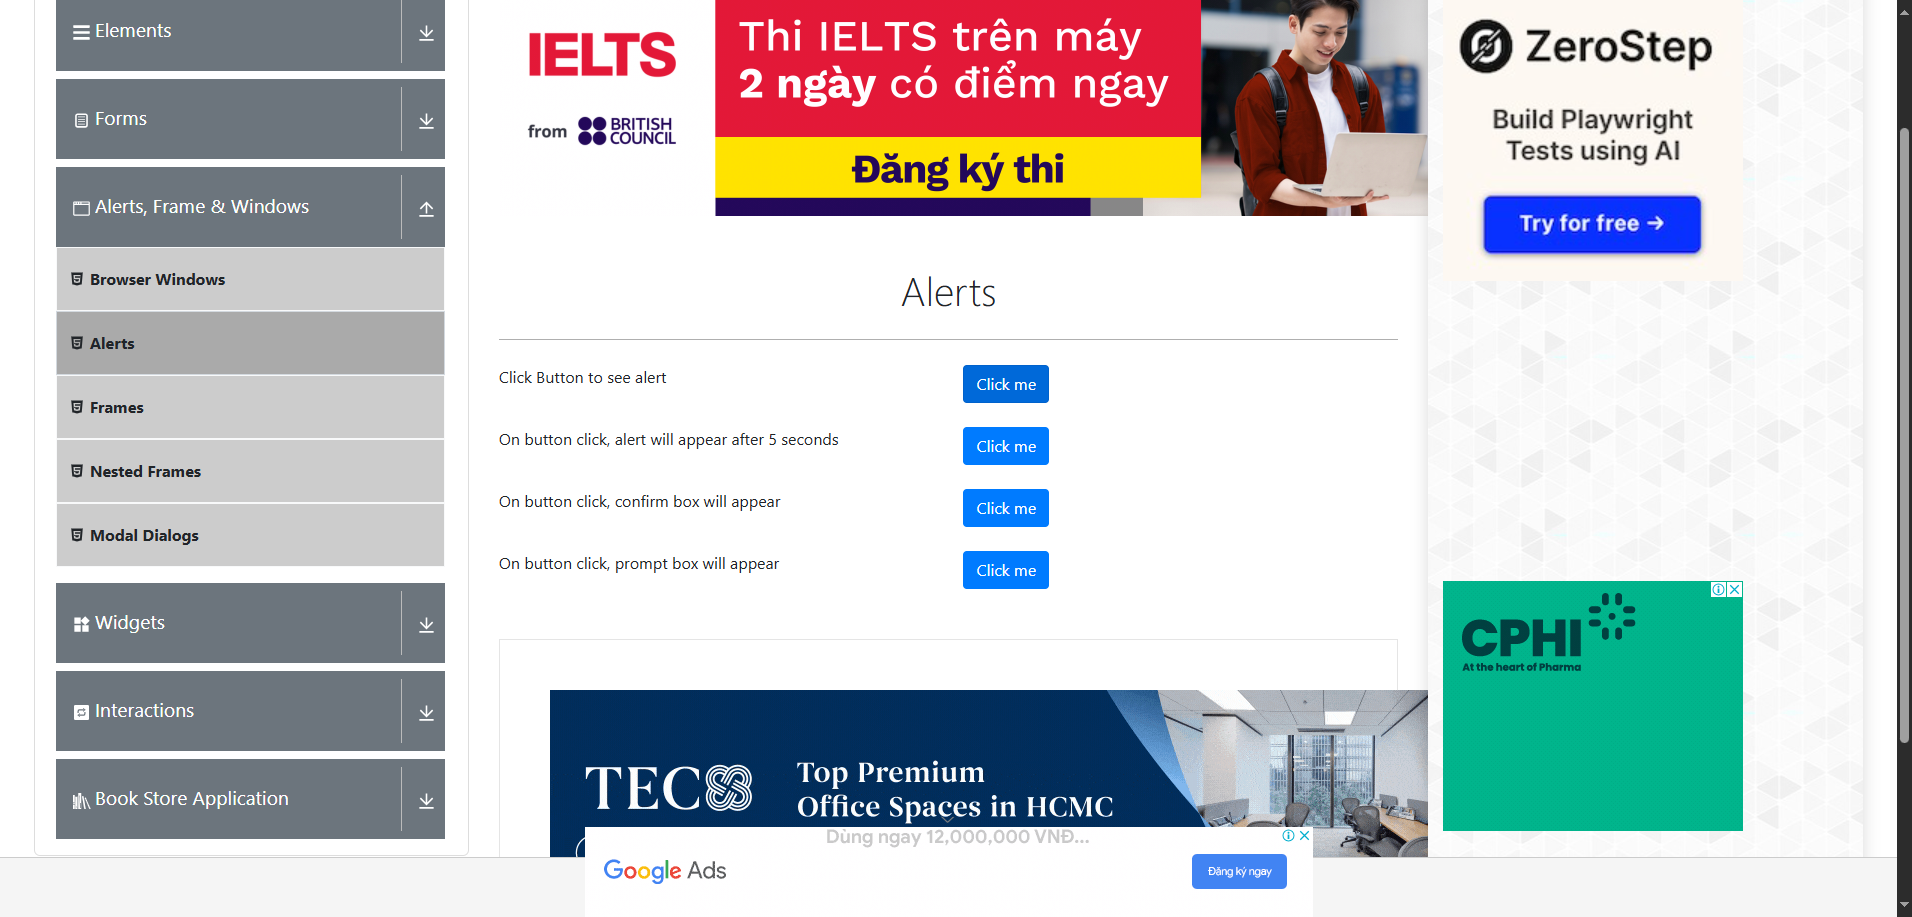 Elements
Forms
Alerts, Frame & Windows
Browser Windows
Alerts
Frames
Nested Frames
Modal Dialogs
Widgets
Interactions
Book Store Application
IELTS
from BRITISH COUNCIL
Thi IELTS trên máy
2 ngày có điểm ngay
Đăng ký thi
Alerts
Click Button to see alert
Click me
On button click, alert will appear after 5 seconds
Click me
On button click, confirm box will appear
Click me
On button click, prompt box will appear
Click me
TEC
Top Premium
Office Spaces in HCMC
Dùng ngay 12,000,000 VNĐ...
Google Ads
Đăng ký ngay
ZeroStep
Build Playwright
Tests using AI
Try for free →
CPHI
At the heart of Pharma